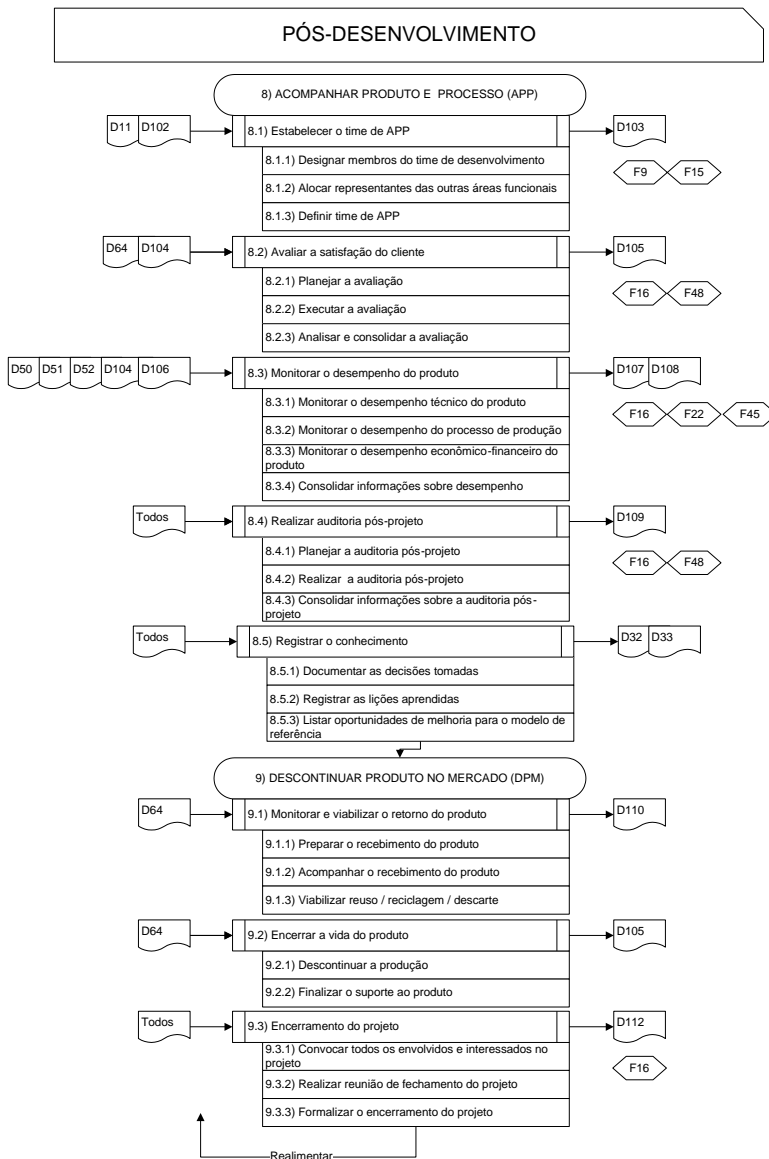 PÓS-DESENVOLVIMENTO
8) ACOMPANHAR PRODUTO E PROCESSO (APP)
D11 D102 8.1) Estabelecer o time de APP D103
8.1.1) Designar membros do time de desenvolvimento
F9 F15
8.1.2) Alocar representantes das outras áreas funcionais
8.1.3) Definir time de APP
D64 D104 8.2) Avaliar a satisfação do cliente D105
8.2.1) Planejar a avaliação
F16 F48
8.2.2) Executar a avaliação
8.2.3) Analisar e consolidar a avaliação
D50 D51 D52 D104 D106 8.3) Monitorar o desempenho do produto D107 D108
8.3.1) Monitorar o desempenho técnico do produto
F16 F22 F45
8.3.2) Monitorar o desempenho do processo de produção
8.3.3) Monitorar o desempenho econômico-financeiro do
produto
8.3.4) Consolidar informações sobre desempenho
Todos 8.4) Realizar auditoria pós-projeto D109
8.4.1) Planejar a auditoria pós-projeto
F16 F48
8.4.2) Realizar a auditoria pós-projeto
8.4.3) Consolidar informações sobre a auditoria pós-
projeto
Todos 8.5) Registrar o conhecimento D32 D33
8.5.1) Documentar as decisões tomadas
8.5.2) Registrar as lições aprendidas
8.5.3) Listar oportunidades de melhoria para o modelo de
referência
9) DESCONTINUAR PRODUTO NO MERCADO (DPM)
D64 9.1) Monitorar e viabilizar o retorno do produto D110
9.1.1) Preparar o recebimento do produto
9.1.2) Acompanhar o recebimento do produto
9.1.3) Viabilizar reuso / reciclagem / descarte
D64 9.2) Encerrar a vida do produto D105
9.2.1) Descontinuar a produção
9.2.2) Finalizar o suporte ao produto
Todos 9.3) Encerramento do projeto D112
9.3.1) Convocar todos os envolvidos e interessados no
projeto
F16
9.3.2) Realizar reunião de fechamento do projeto
9.3.3) Formalizar o encerramento do projeto
Realimentar